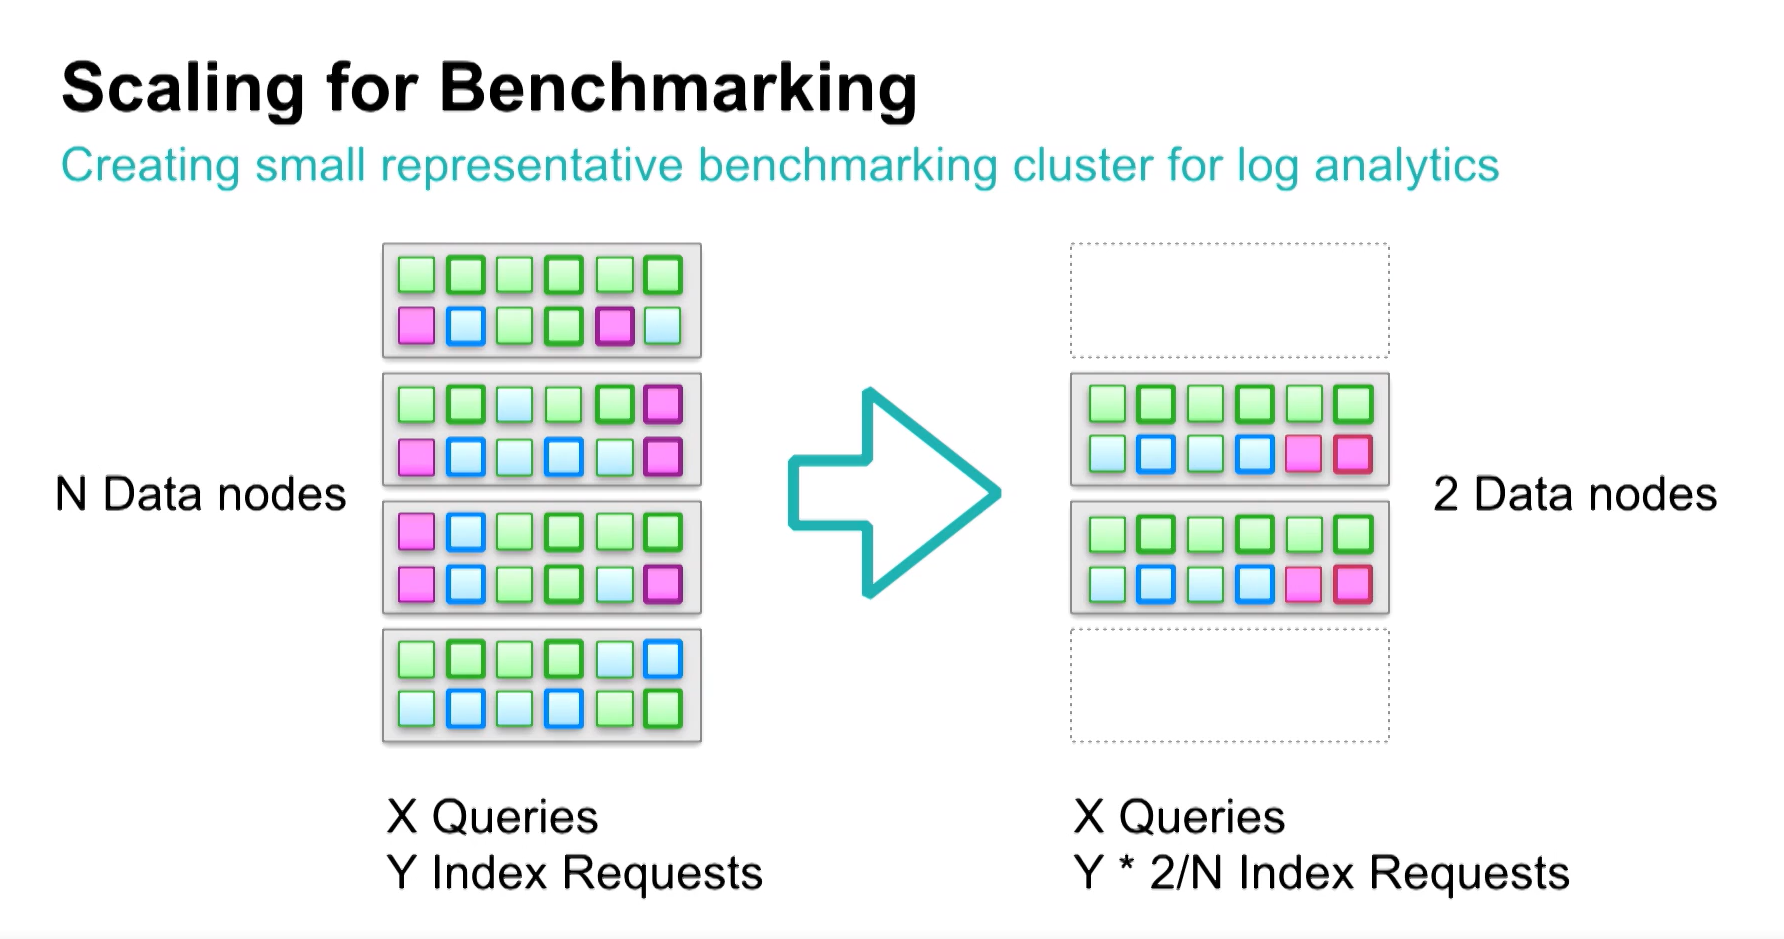 Scaling for Benchmarking
Creating small representative benchmarking cluster for log analytics
N Data nodes
2 Data nodes
X Queries
Y Index Requests
X Queries
Y * 2/N Index Requests